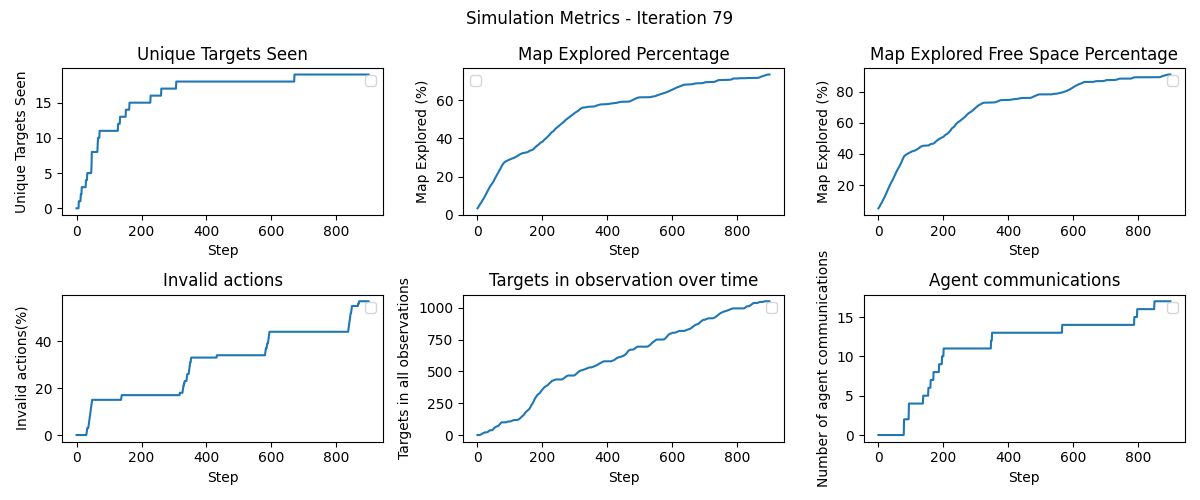 Simulation Metrics - Iteration 79
Unique Targets Seen
Unique Targets Seen
15
10
5
0
0 200 400 600 800
Step
Map Explored Percentage
Map Explored (%)
60
40
20
0
0 200 400 600 800
Step
Map Explored Free Space Percentage
Map Explored (%)
80
60
40
20
0 200 400 600 800
Step
Invalid actions
Invalid actions(%)
40
20
0
0 200 400 600 800
Step
Targets in observation over time
Targets in all observations
1000
750
500
250
0
0 200 400 600 800
Step
Agent communications
Number of agent communications
15
10
5
0
0 200 400 600 800
Step